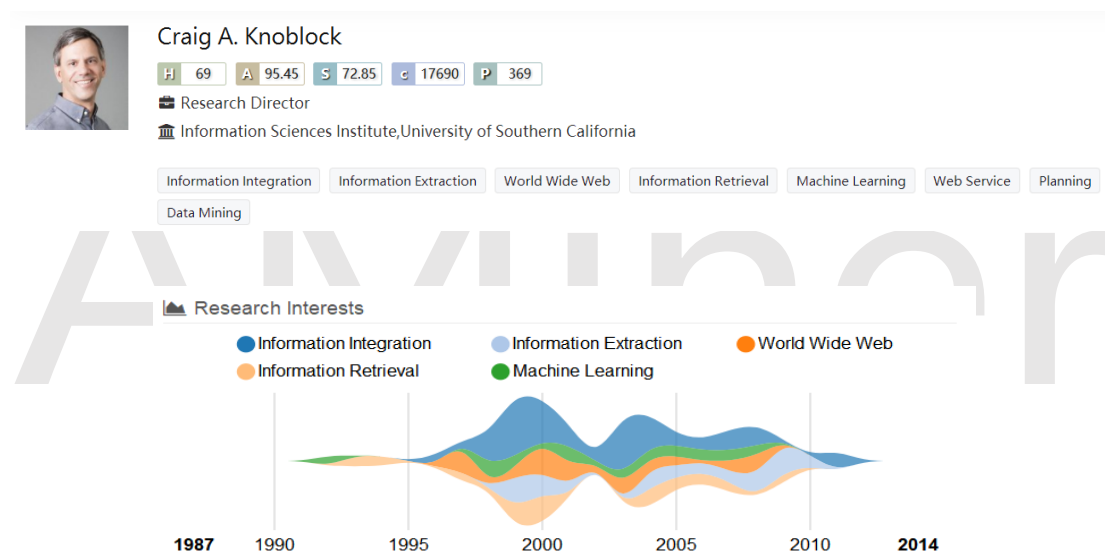 Craig A. Knoblock
H 69 A 95.45 S 72.85 c 17690 P 369
Research Director
Information Sciences Institute,University of Southern California
Information Integration Information Extraction World Wide Web Information Retrieval Machine Learning Web Service Planning
Data Mining
Research Interests
Information Integration Information Extraction World Wide Web
Information Retrieval Machine Learning
1987 1990 1995 2000 2005 2010 2014